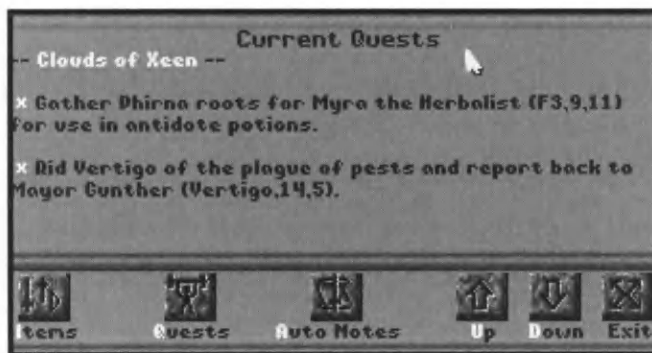 Current Quests
-- Clouds of Xeen --
× Gather Phirna roots for Myra the Herbalist (F3,9,11)
for use in antidote potions.
× Rid Vertigo of the plague of pests and report back to
Mayor Gunther (Vertigo,14,5).
Items Quests Auto Notes Up Down Exit